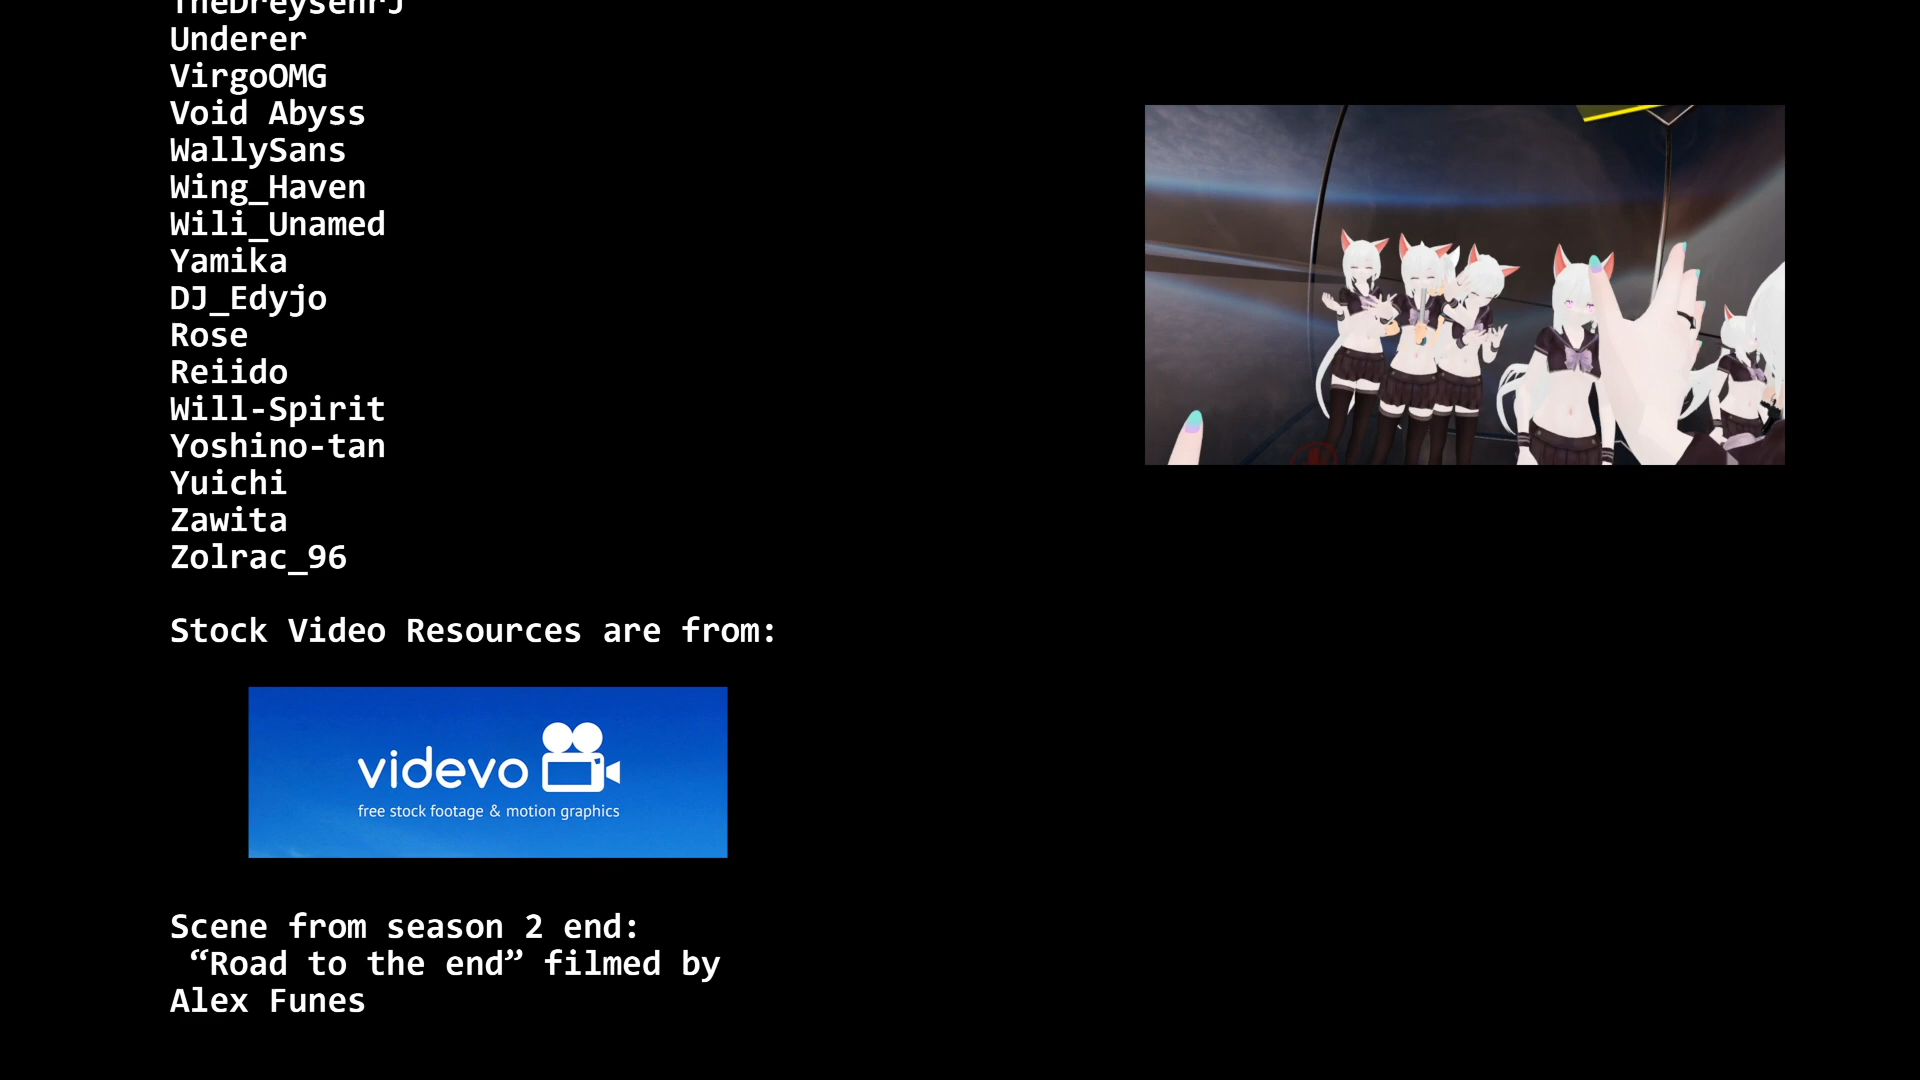 TheDreysenrJ
Underer
VirgoOMG
Void Abyss
WallySans
Wing_Haven
Wili_Unamed
Yamika
DJ_Edyjo
Rose
Reiido
Will-Spirit
Yoshino-tan
Yuichi
Zawita
Zolrac_96
Stock Video Resources are from:
videvo
free stock footage & motion graphics
Scene from season 2 end:
“Road to the end” filmed by
Alex Funes